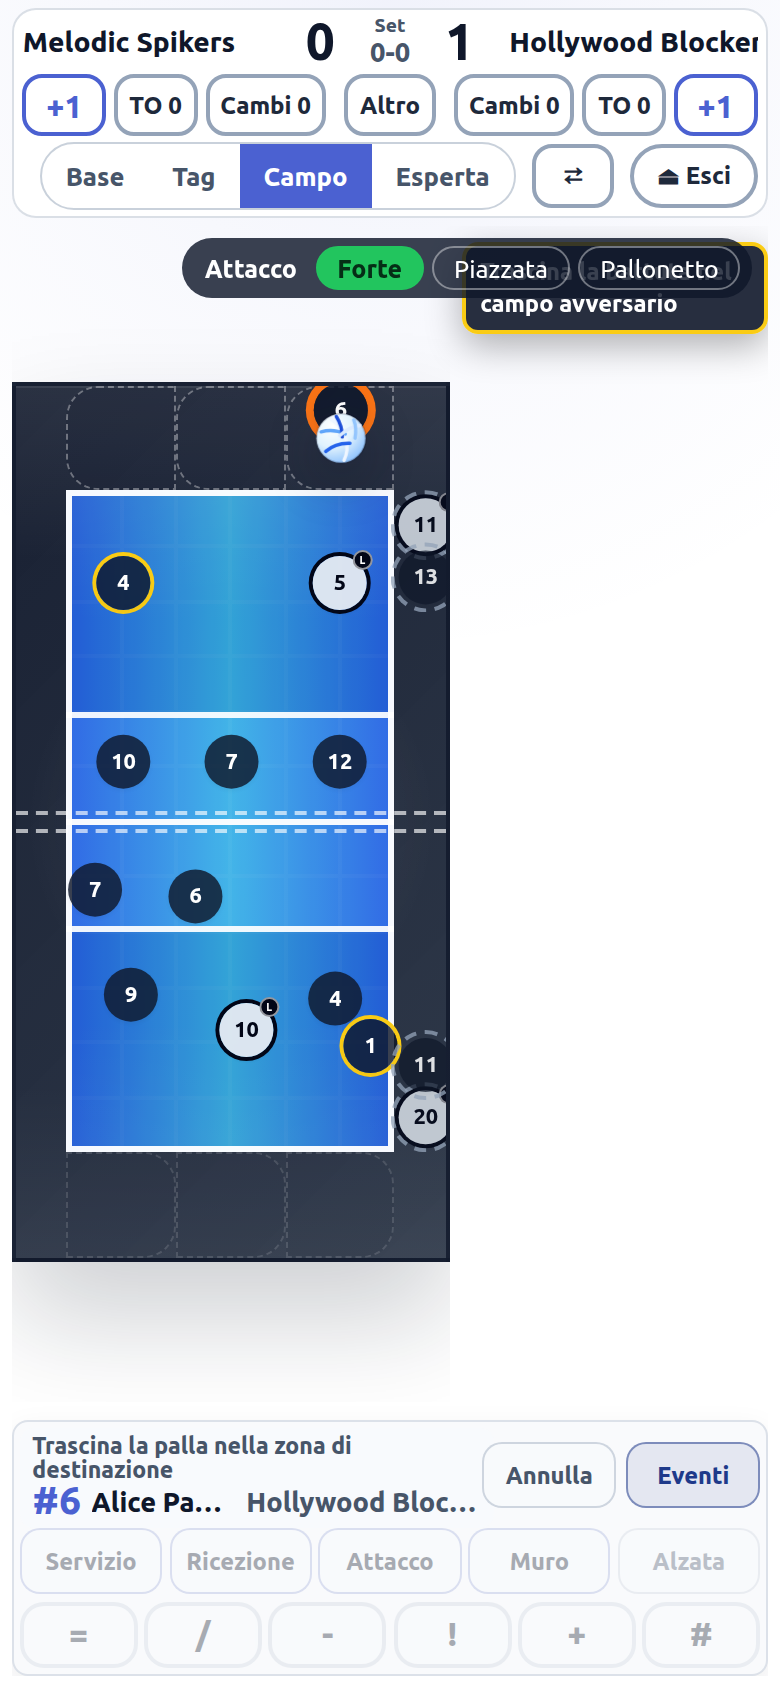 Melodic Spikers 0 Set 0-0 1 Hollywood Blocker
+1 TO 0 Cambi 0 Altro Cambi 0 TO 0 +1
Base Tag Campo Esperta ⇄ ⏏ Esci
Attacco Forte Piazzata Pallonetto
campo avversario
6
11
13
4 5 L
10 7 12
7 6
9 4
10 L
1
11
20
Trascina la palla nella zona di
destinazione
#6 Alice Pa... Hollywood Bloc...
Annulla Eventi
Servizio Ricezione Attacco Muro Alzata
= / - ! + #